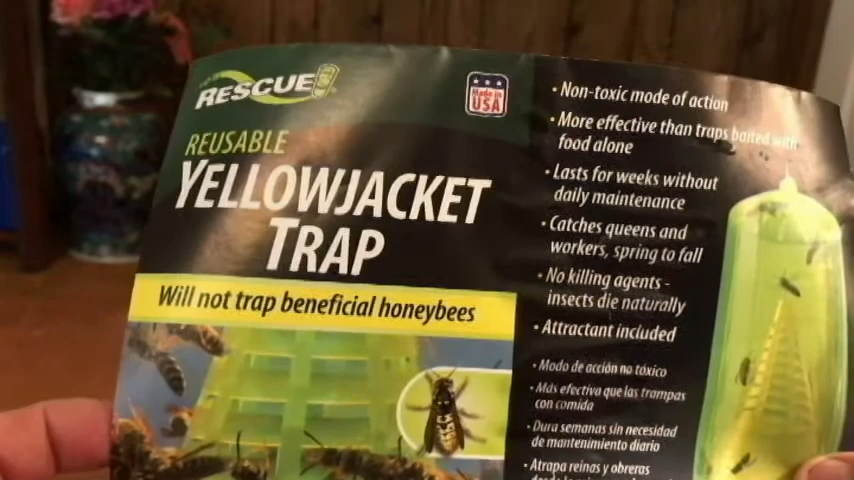 RESCUE
Made in
USA
REUSABLE
YELLOWJACKET
TRAP
Will not trap beneficial honeybees
• Non-toxic mode of action
• More effective than traps baited with
food alone
• Lasts for weeks without
daily maintenance
• Catches queens and
workers, spring to fall
• No killing agents -
insects die naturally
• Attractant included
• Modo de acción no tóxico
• Más efectiva que las trampas
con comida
• Dura semanas sin necesidad
de mantenimiento diario
• Atrapa reinas y obreras